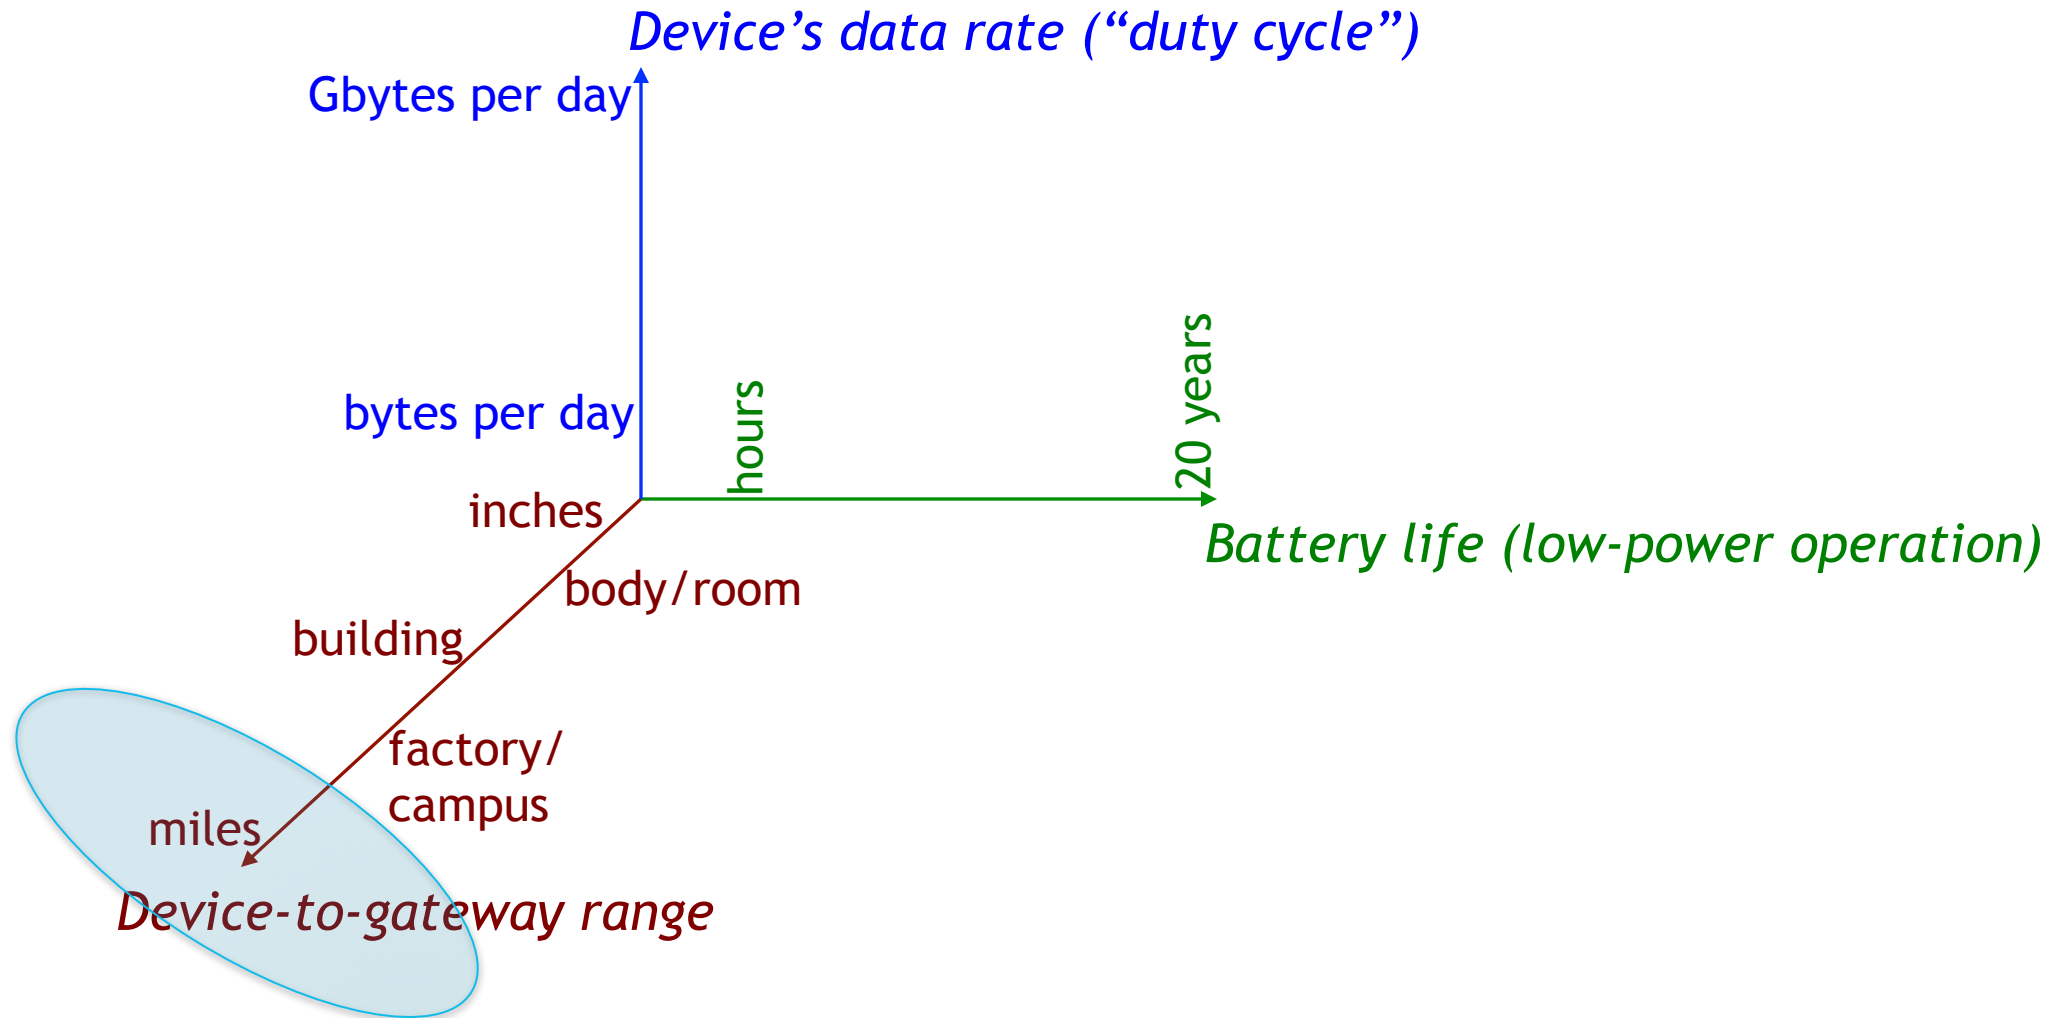 Device’s data rate (“duty cycle”)
Gbytes per day
bytes per day
hours
20 years
Battery life (low-power operation)
inches
body/room
building
factory/
campus
miles
Device-to-gateway range